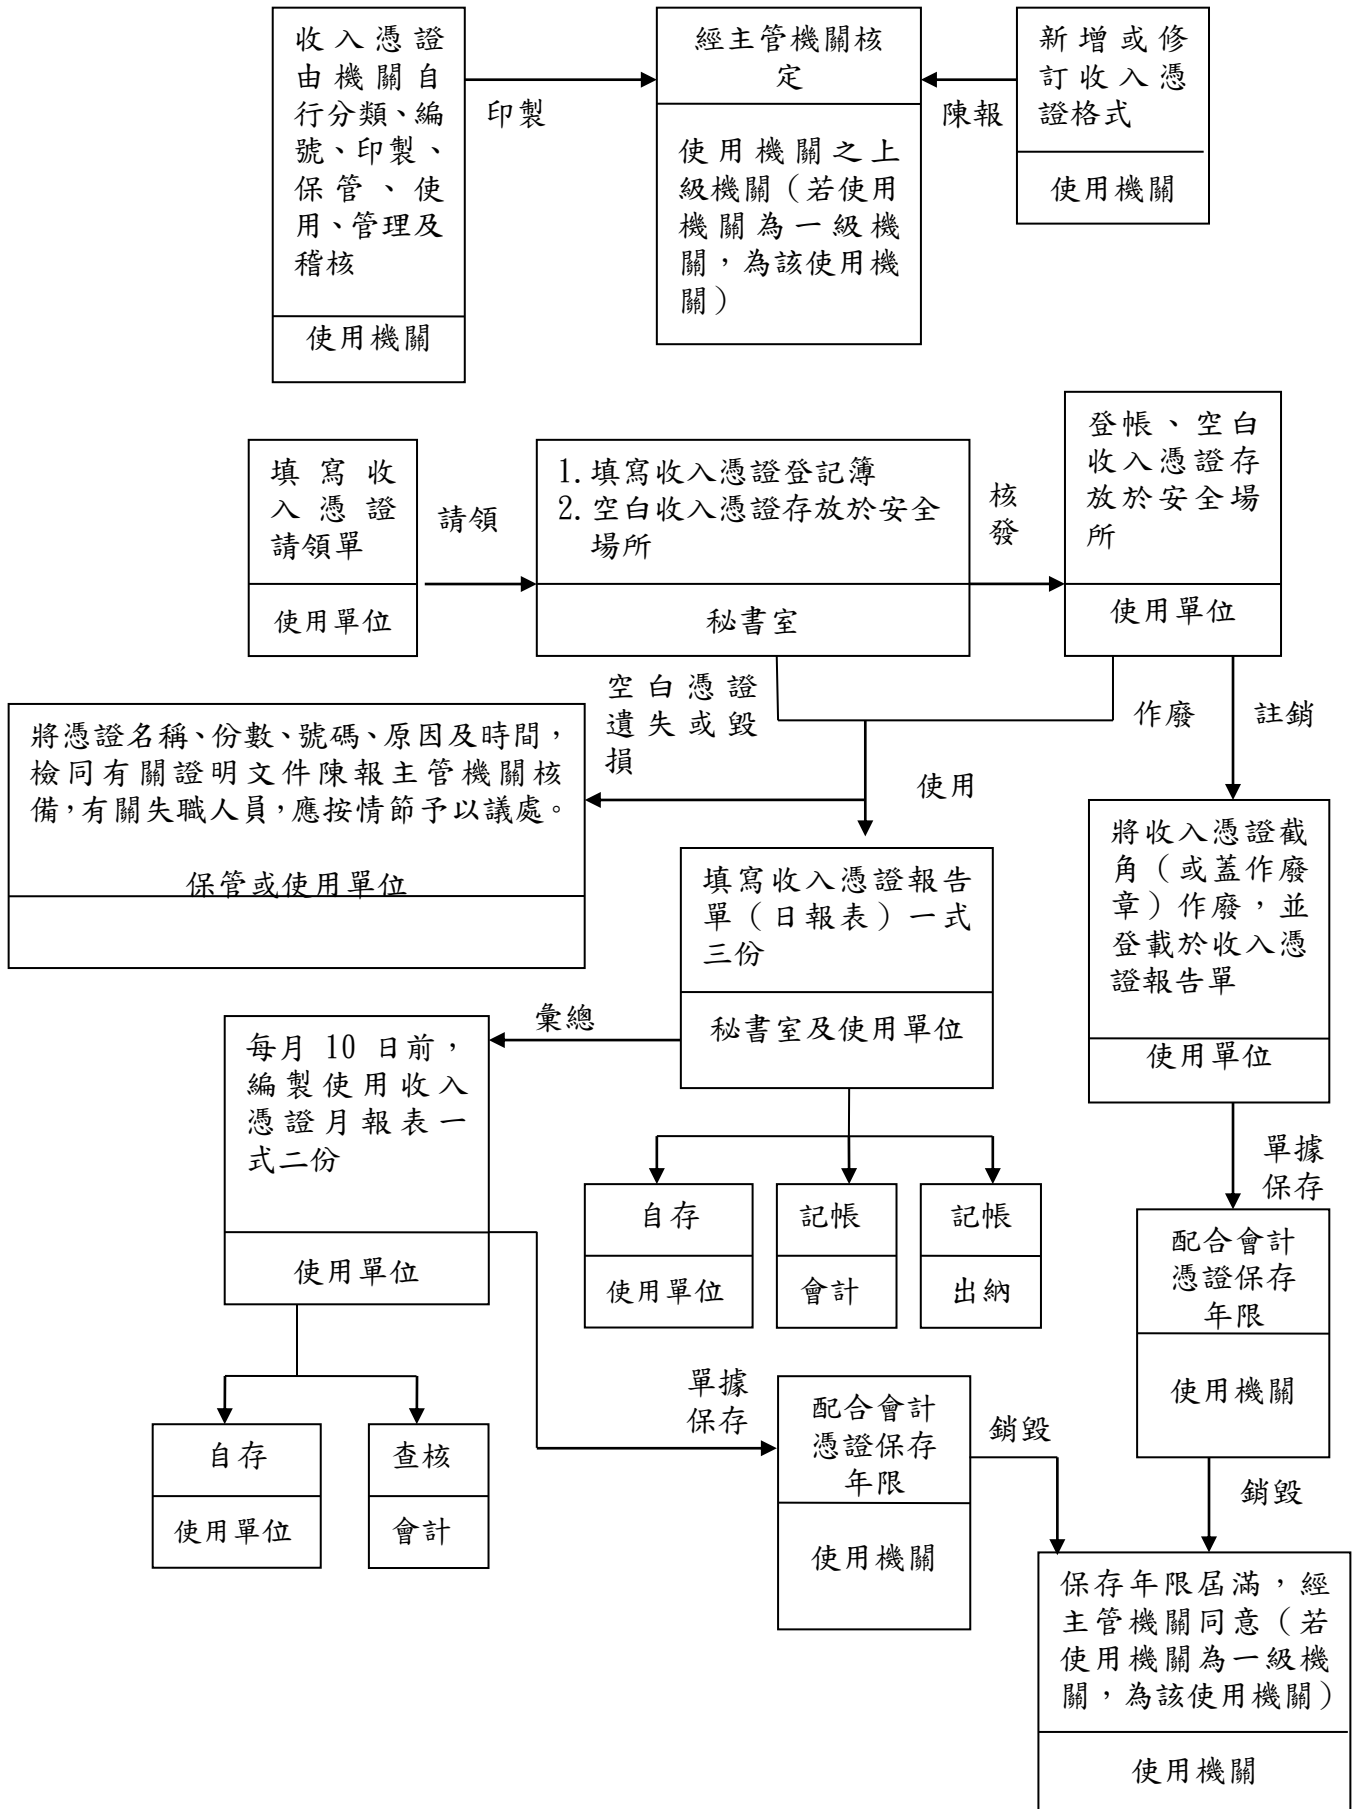 收入憑證
由機關自
行分類、編
號、印製、
保管、使
用、管理及
稽核
使用機關
印製
經主管機關核
定
使用機關之上
級機關（若使用
機關為一級機
關，為該使用機
關）
陳報
新增或修
訂收入憑
證格式
使用機關
填寫收
入憑證
請領單
使用單位
請領
1.填寫收入憑證登記簿
2.空白收入憑證存放於安全
場所
秘書室
核
發
登帳、空白
收入憑證存
放於安全場
所
使用單位
空白憑證
遺失或毀
損
使用
作廢
註銷
將憑證名稱、份數、號碼、原因及時間，
檢同有關證明文件陳報主管機關核
備，有關失職人員，應按情節予以議處。
保管或使用單位
填寫收入憑證報告
單（日報表）一式
三份
秘書室及使用單位
將收入憑證截
角（或蓋作廢
章）作廢，並
登載於收入憑
證報告單
使用單位
彙總
每月 10 日前，
編製使用收入
憑證月報表一
式二份
使用單位
自存
使用單位
記帳
會計
記帳
出納
單據
保存
配合會計
憑證保存
年限
使用機關
自存
使用單位
查核
會計
單據
保存
配合會計
憑證保存
年限
使用機關
銷毀
銷毀
保存年限屆滿，經
主管機關同意（若
使用機關為一級機
關，為該使用機關）
使用機關